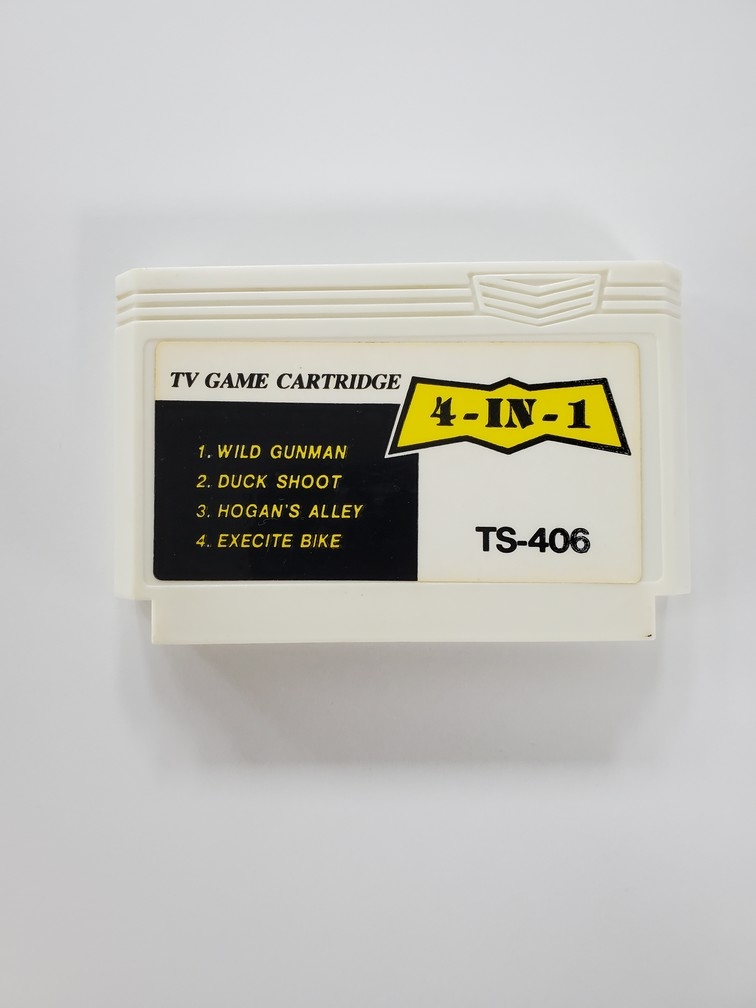 TV GAME CARTRIDGE
4-IN-1
1. WILD GUNMAN
2. DUCK SHOOT
3. HOGAN'S ALLEY
4. EXECITE BIKE
TS-406